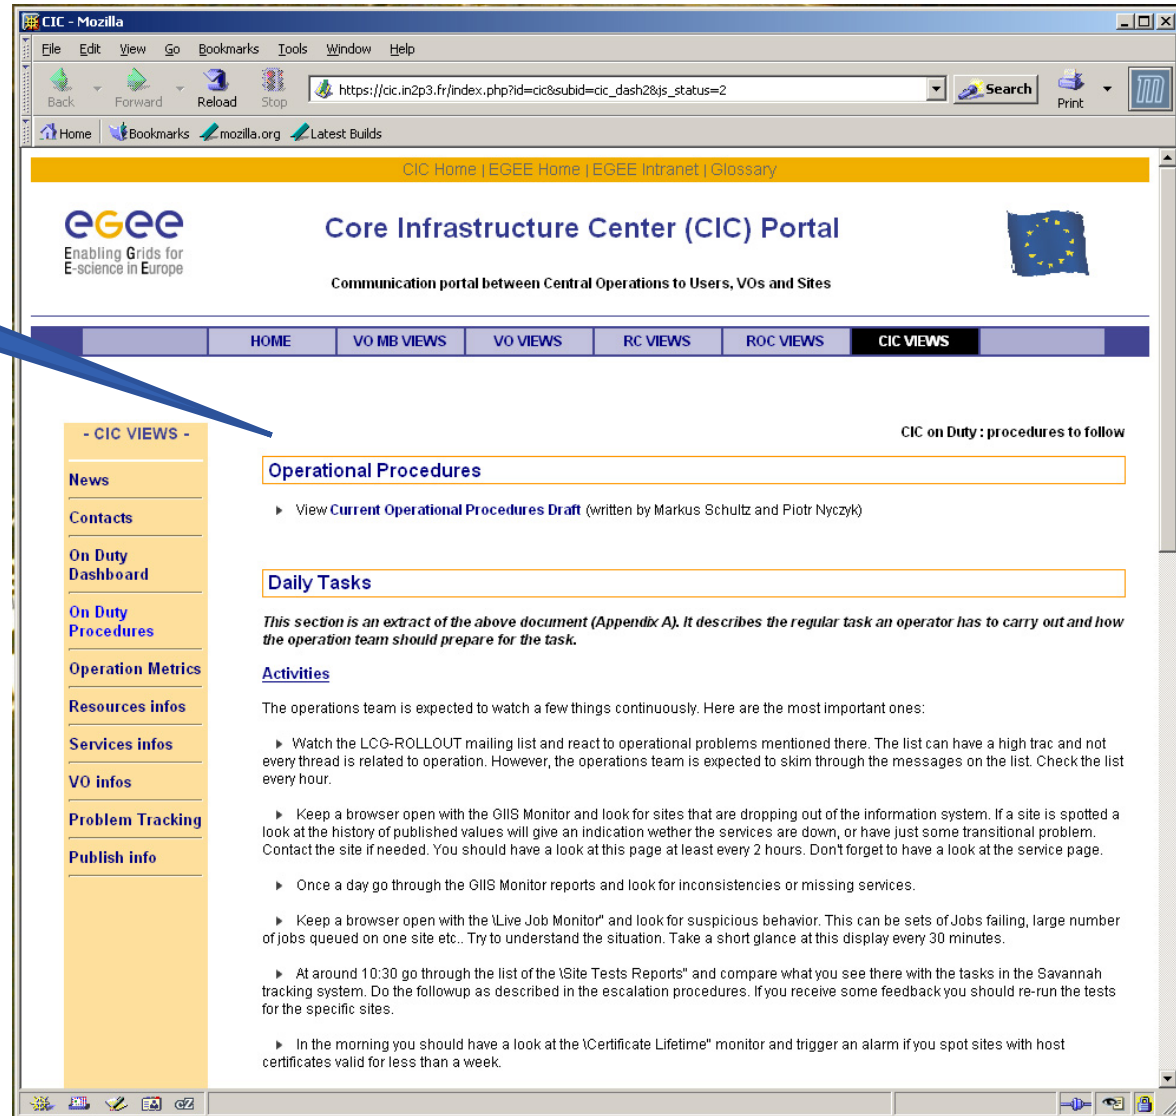 CIC - Mozilla
File Edit View Go Bookmarks Tools Window Help
Back Forward Reload Stop https://cic.in2p3.fr/index.php?id=cic&subid=cic_dash2&js_status=2 Search Print
Home Bookmarks mozilla.org Latest Builds
CIC Home | EGEE Home | EGEE Intranet | Glossary
eGee
Enabling Grids for
E-science in Europe
Core Infrastructure Center (CIC) Portal
Communication portal between Central Operations to Users, VOs and Sites
HOME VO MB VIEWS VO VIEWS RC VIEWS ROC VIEWS CIC VIEWS
- CIC VIEWS -
News
Contacts
On Duty
Dashboard
On Duty
Procedures
Operation Metrics
Resources infos
Services infos
VO infos
Problem Tracking
Publish info
CIC on Duty : procedures to follow
Operational Procedures
View Current Operational Procedures Draft (written by Markus Schultz and Piotr Nyczyk)
Daily Tasks
This section is an extract of the above document (Appendix A). It describes the regular task an operator has to carry out and how
the operation team should prepare for the task.
Activities
The operations team is expected to watch a few things continuously. Here are the most important ones:
Watch the LCG-ROLLOUT mailing list and react to operational problems mentioned there. The list can have a high trac and not
every thread is related to operation. However, the operations team is expected to skim through the messages on the list. Check the list
every hour.
Keep a browser open with the GIIS Monitor and look for sites that are dropping out of the information system. If a site is spotted a
look at the history of published values will give an indication wether the services are down, or have just some transitional problem.
Contact the site if needed. You should have a look at this page at least every 2 hours. Don't forget to have a look at the service page.
Once a day go through the GIIS Monitor reports and look for inconsistencies or missing services.
Keep a browser open with the \Live Job Monitor" and look for suspicious behavior. This can be sets of Jobs failing, large number
of jobs queued on one site etc.. Try to understand the situation. Take a short glance at this display every 30 minutes.
At around 10:30 go through the list of the \Site Tests Reports" and compare what you see there with the tasks in the Savannah
tracking system. Do the followup as described in the escalation procedures. If you receive some feedback you should re-run the tests
for the specific sites.
In the morning you should have a look at the \Certificate Lifetime" monitor and trigger an alarm if you spot sites with host
certificates valid for less than a week.